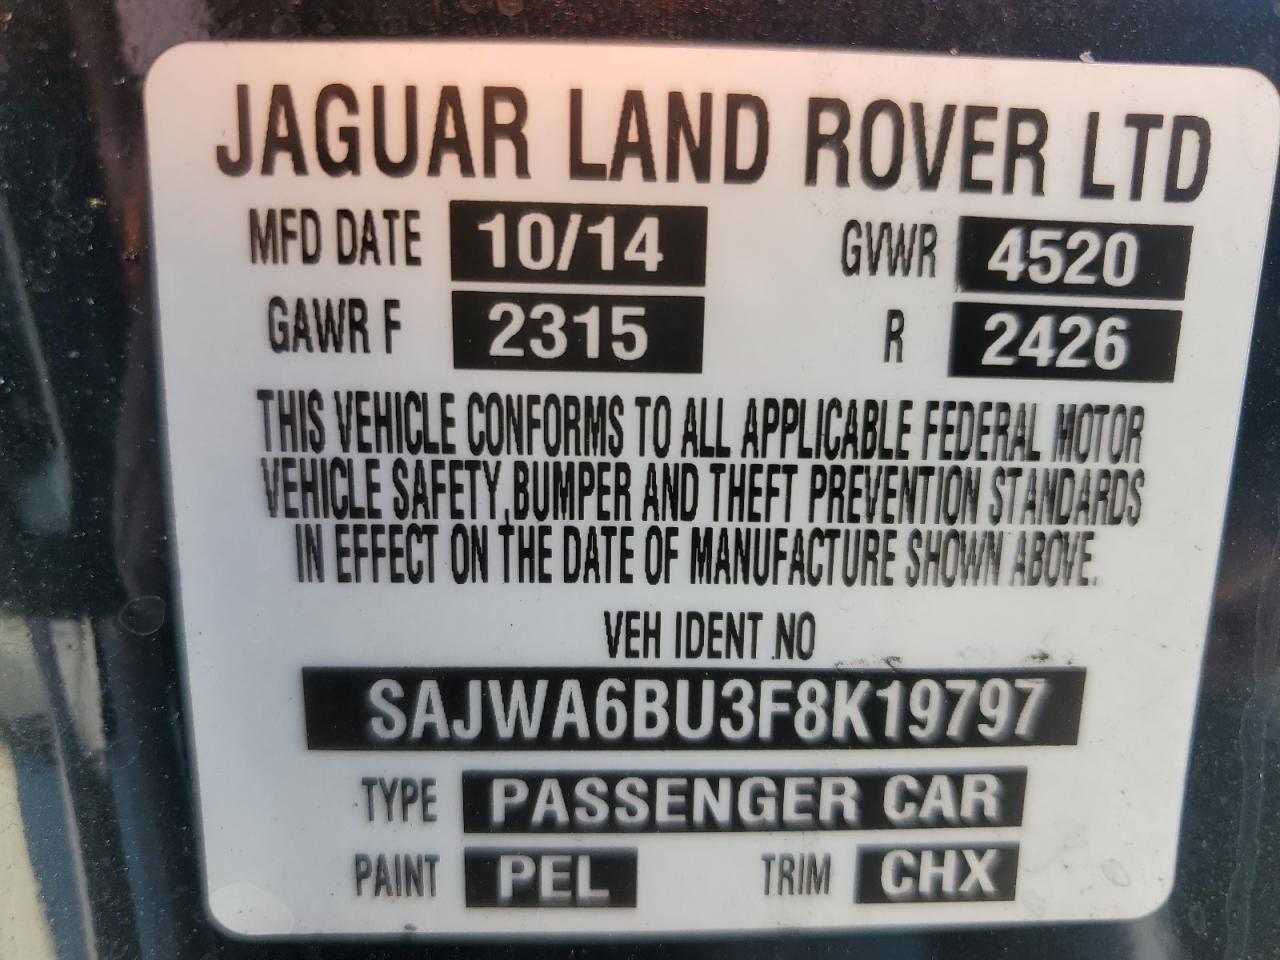 JAGUAR LAND ROVER LTD
MFD DATE 10/14 GVWR 4520
GAWR F 2315 R 2426
THIS VEHICLE CONFORMS TO ALL APPLICABLE FEDERAL MOTOR
VEHICLE SAFETY, BUMPER AND THEFT PREVENTION STANDARDS
IN EFFECT ON THE DATE OF MANUFACTURE SHOWN ABOVE.
VEH IDENT NO
SAJWA6BU3F8K19797
TYPE PASSENGER CAR
PAINT PEL TRIM CHX